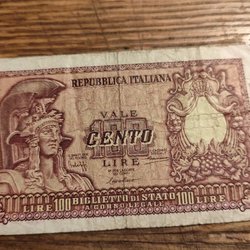 REPUBBLICA ITALIANA
VALE
CENTO
LIRE
LIRE 100 BIGLIETTO DI STATO 100 LIRE
A CORSO LEGALE